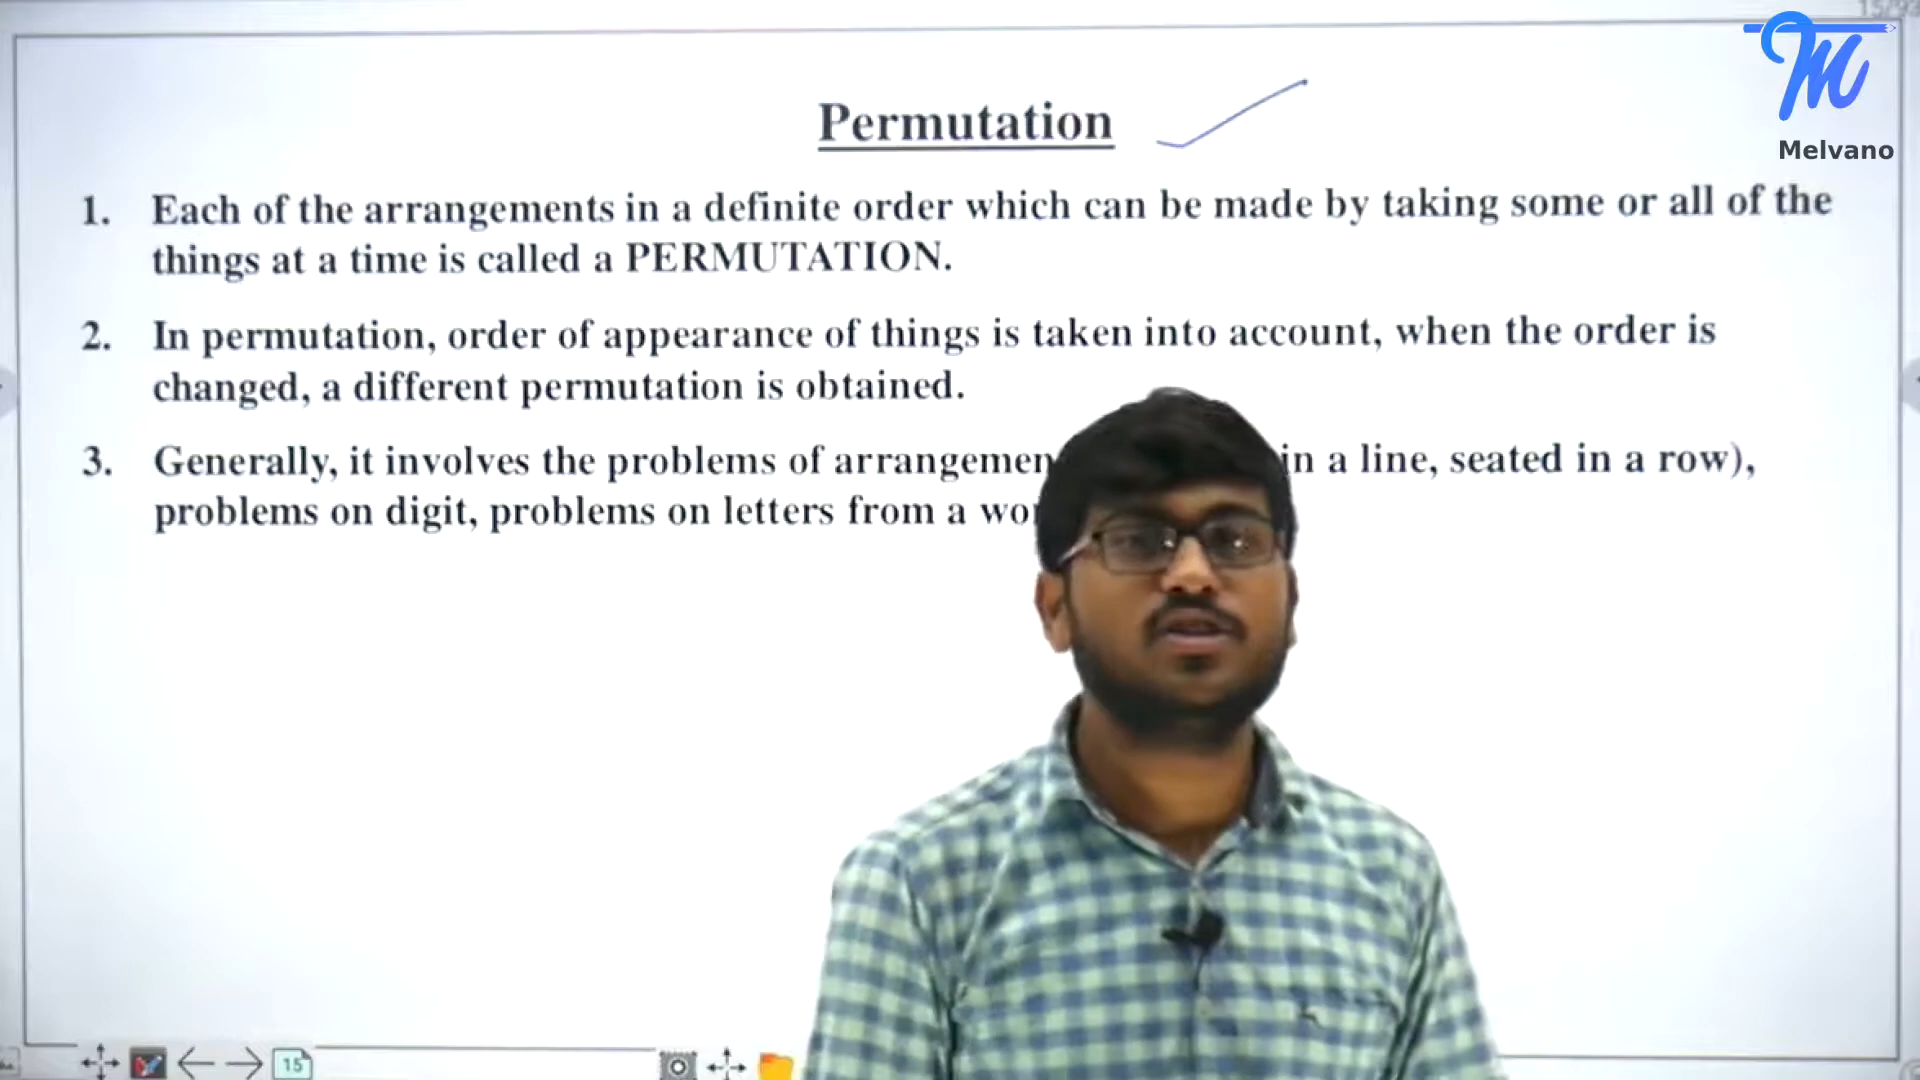 Melvano
Permutation
1. Each of the arrangements in a definite order which can be made by taking some or all of the
things at a time is called a PERMUTATION.
2. In permutation, order of appearance of things is taken into account, when the order is
changed, a different permutation is obtained.
3. Generally, it involves the problems of in a line, seated in a row),
problems on digit, problems on letters from a
15